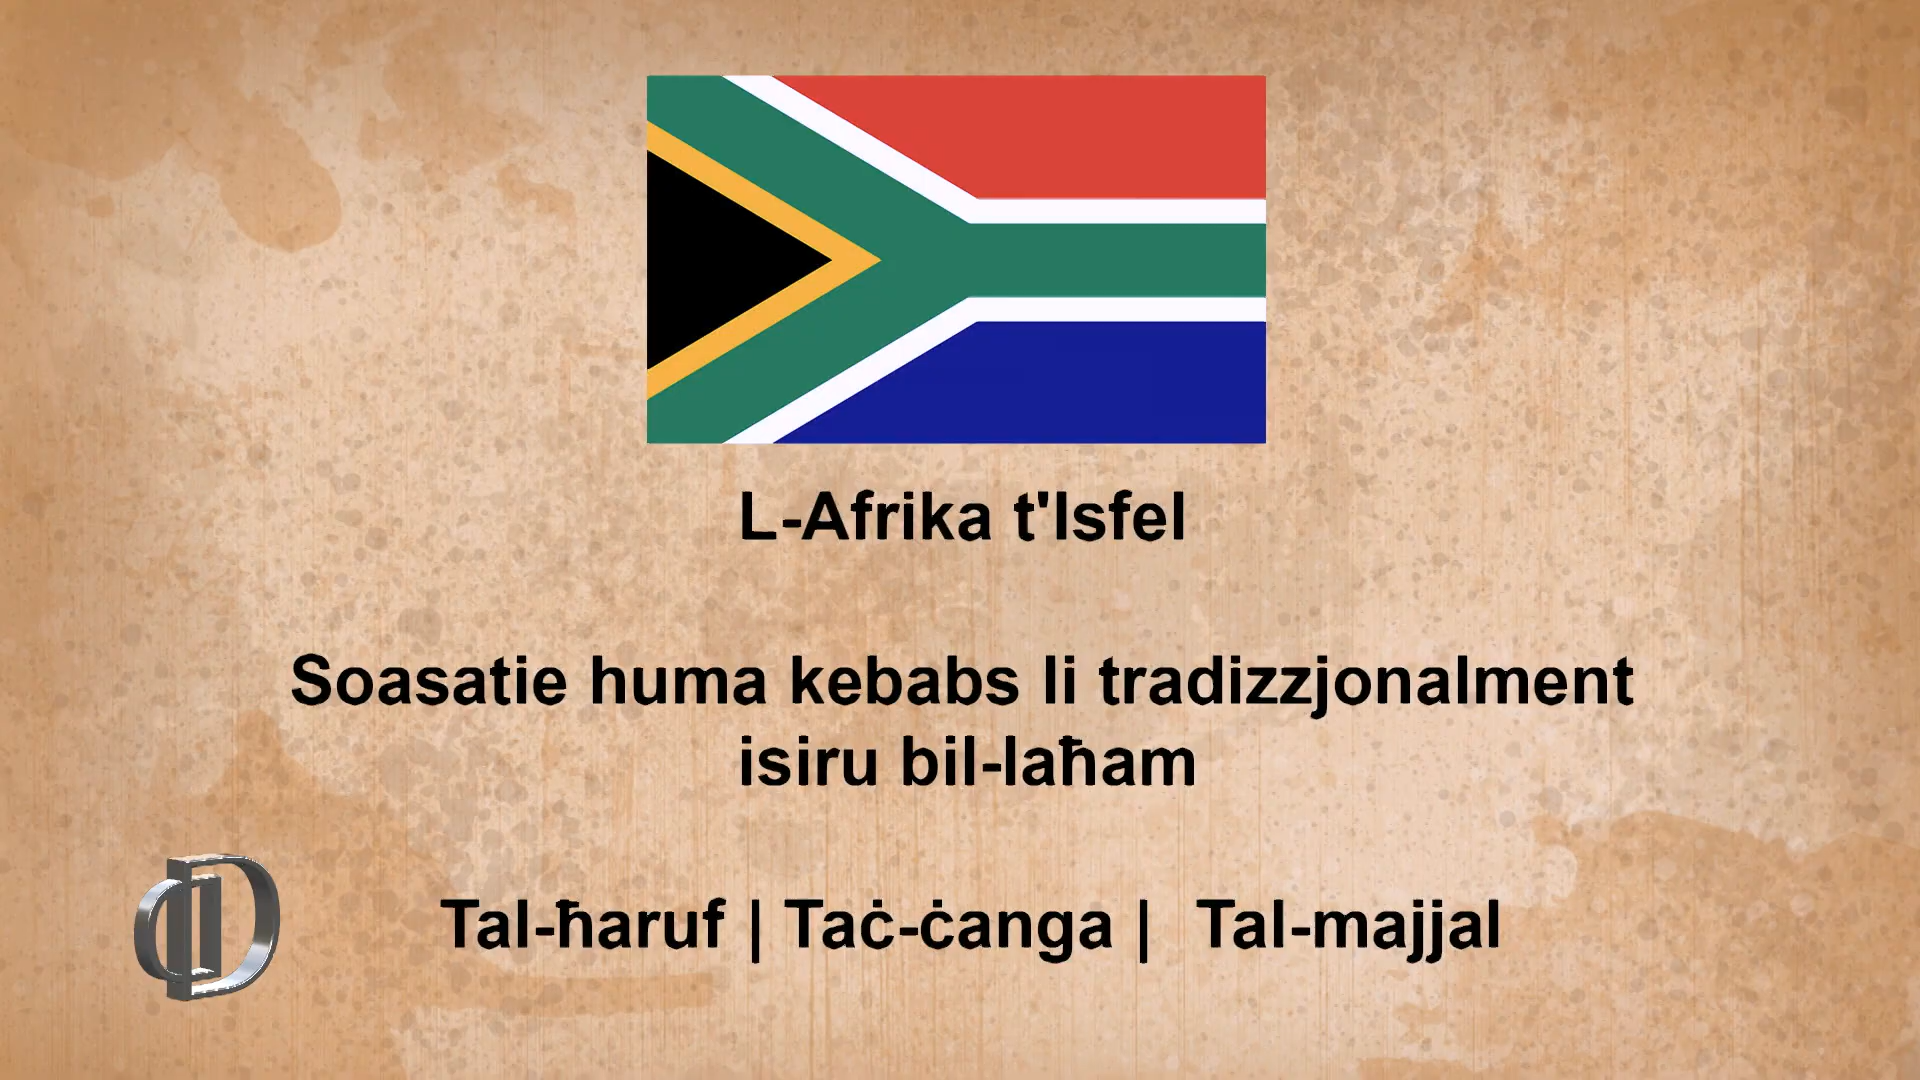 L-Afrika t'Isfel
Soasatie huma kebabs li tradizzjonalment
isiru bil-laħam
Tal-ħaruf | Taċ-ċanga | Tal-majjal